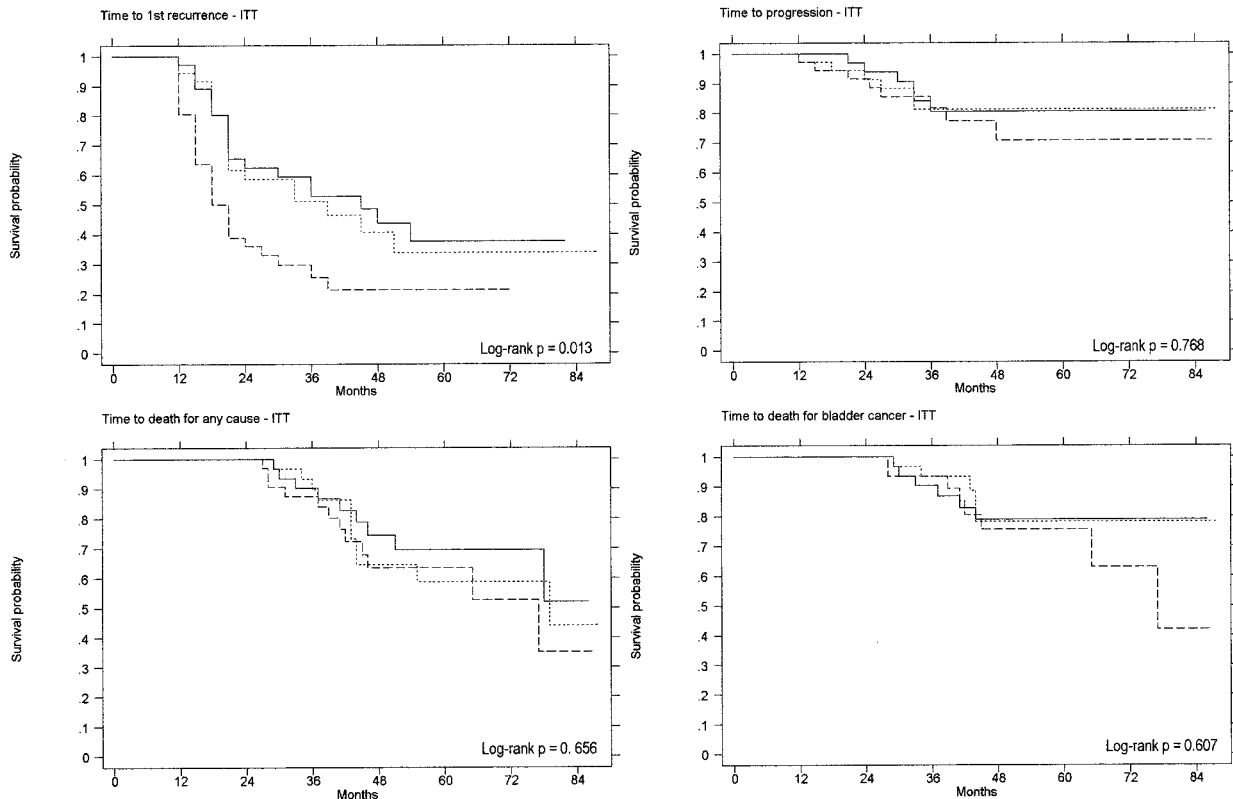 Time to 1st recurrence - ITT
1
.9
.8
.7
.6
.5
.4
.3
.2
.1
0
Survival probability
Log-rank p = 0.013
0 12 24 36 48 60 72 84
Months
Time to progression - ITT
1
.9
.8
.7
.6
.5
.4
.3
.2
.1
0
Survival probability
Log-rank p = 0.768
0 12 24 36 48 60 72 84
Months
Time to death for any cause - ITT
1
.9
.8
.7
.6
.5
.4
.3
.2
.1
0
Survival probability
Log-rank p = 0. 656
0 12 24 36 48 60 72 84
Months
Time to death for bladder cancer - ITT
1
.9
.8
.7
.6
.5
.4
.3
.2
.1
0
Survival probability
Log-rank p = 0.607
0 12 24 36 48 60 72 84
Months